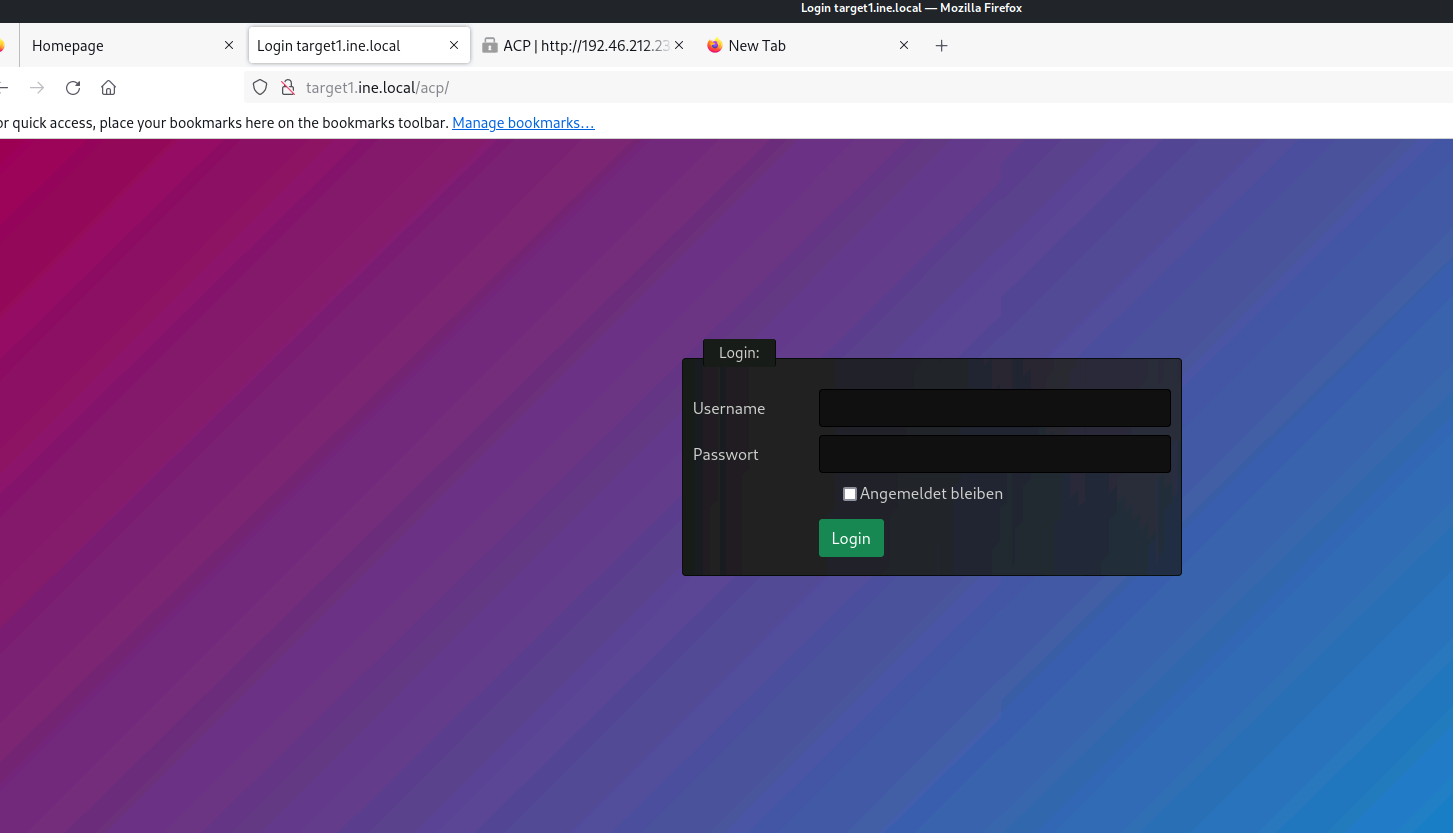 Login target1.ine.local — Mozilla Firefox
Homepage Login target1.ine.local ACP | http://192.46.212.23 New Tab
target1.ine.local/acp/
or quick access, place your bookmarks here on the bookmarks toolbar. Manage bookmarks…
Login:
Username
Passwort
Angemeldet bleiben
Login